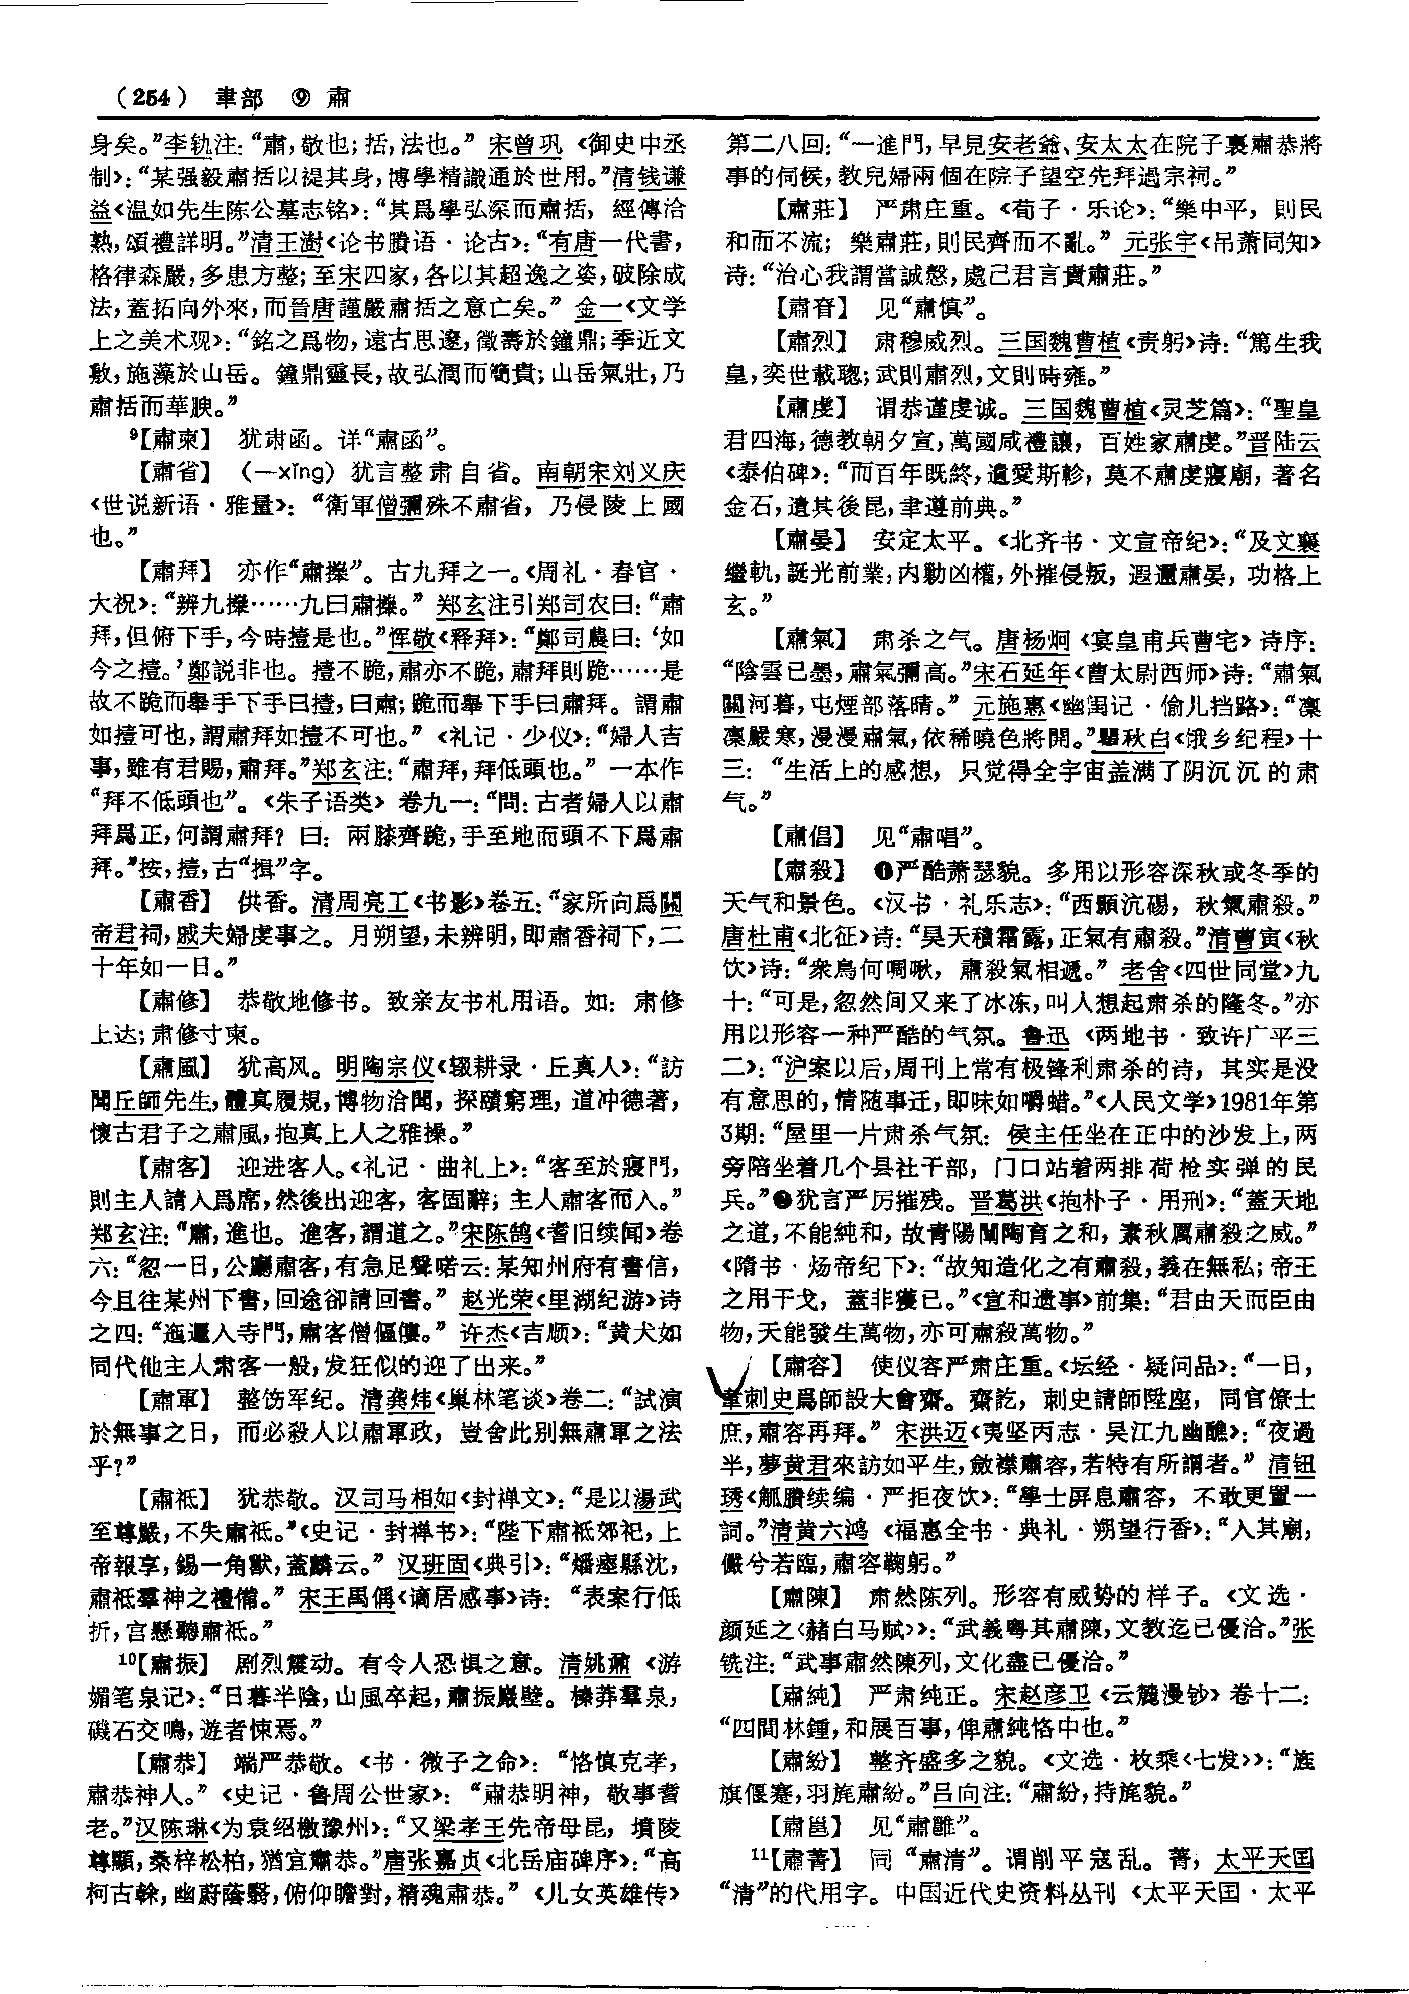 （254） 聿部 ⑨ 肅
身矣。”李轨注：“肅，敬也；括，法也。” 宋曾巩《御史中丞
制》：“某强毅肅括以禔其身，博學精識通於世用。”清钱谦
益《温如先生陈公墓志铭》：“其爲學弘深而肅括，經傳洽
熟，頌禮詳明。”清王澍《论书賸语·论古》：“有唐一代書，
格律森嚴，多患方整；至宋四家，各以其超逸之姿，破除成
法，蓋拓向外來，而晉唐謹嚴肅括之意亡矣。” 金一《文学
上之美术观》：“銘之爲物，遠古思邃，徵壽於鐘鼎；季近文
敷，施藻於山岳。鐘鼎靈長，故弘潤而簡貴；山岳氣壯，乃
肅括而華腴。”
⁹【肅柬】 犹肃函。详“肅函”。
【肅省】 （—xǐng）犹言整肃自省。南朝宋刘义庆
《世说新语·雅量》：“衛軍僧彌殊不肅省，乃侵陵上國
也。”
【肅拜】 亦作“肅𢷎”。古九拜之一。《周礼·春官·
大祝》：“辨九𢷎……九曰肅𢷎。” 郑玄注引郑司农曰：“肅
拜，但俯下手，今時撎是也。”恽敬《释拜》：“鄭司農曰：‘如
今之撎。’鄭説非也。撎不跪，肅亦不跪，肅拜則跪……是
故不跪而舉手下手曰撎，曰肅；跪而舉下手曰肅拜。謂肅
如撎可也，謂肅拜如撎不可也。”《礼记·少仪》：“婦人吉
事，雖有君賜，肅拜。”郑玄注：“肅拜，拜低頭也。” 一本作
“拜不低頭也”。《朱子语类》卷九一：“問：古者婦人以肅
拜爲正，何謂肅拜？曰：兩膝齊跪，手至地而頭不下爲肅
拜。”按，撎，古“揖”字。
【肅香】 供香。清周亮工《书影》卷五：“家所向爲關
帝君祠，戚夫婦虔事之。月朔望，未辨明，即肅香祠下，二
十年如一日。”
【肅修】 恭敬地修书。致亲友书札用语。如：肃修
上达；肃修寸柬。
【肅風】 犹高风。明陶宗仪《辍耕录·丘真人》：“訪
聞丘師先生，體真履規，博物洽聞，探賾窮理，道冲德著，
懷古君子之肅風，抱真上人之雅操。”
【肅客】 迎进客人。《礼记·曲礼上》：“客至於寢門，
則主人請入爲席，然後出迎客，客固辭；主人肅客而入。”
郑玄注：“肅，進也。進客，謂道之。”宋陈鹄《耆旧续闻》卷
六：“忽一日，公廳肅客，有急足聲喏云：某知州府有書信，
今且往某州下書，回途卻請回書。” 赵光荣《里湖纪游》诗
之四：“迤邐入寺門，肅客僧傴僂。” 许杰《吉顺》：“黄犬如
同代他主人肃客一般，发狂似的迎了出来。”
【肅軍】 整饬军纪。清龚炜《巢林笔谈》卷二：“試演
於無事之日，而必殺人以肅軍政，豈舍此别無肅軍之法
乎？”
【肅祗】 犹恭敬。汉司马相如《封禅文》：“是以湯武
至尊嚴，不失肅祗。”《史记·封禅书》：“陛下肅祗郊祀，上
帝報享，錫一角獸，蓋麟云。” 汉班固《典引》：“燔瘞縣沈，
肅祗羣神之禮備。” 宋王禹偁《谪居感事》诗：“表案行低
折，宫懸聽肅祗。”
¹⁰【肅振】 剧烈震动。有令人恐惧之意。清姚鼐《游
媚笔泉记》：“日暮半陰，山風卒起，肅振巖壁。榛莽羣泉，
磯石交鳴，遊者悚焉。”
【肅恭】 端严恭敬。《书·微子之命》：“恪慎克孝，
肅恭神人。”《史记·鲁周公世家》：“肅恭明神，敬事耆
老。”汉陈琳《为袁绍檄豫州》：“又梁孝王先帝母昆，墳陵
尊顯，桑梓松柏，猶宜肅恭。”唐张嘉贞《北岳庙碑序》：“高
柯古榦，幽蔚蔭翳，俯仰瞻對，精魂肅恭。”《儿女英雄传》
第二八回：“一進門，早見安老爺、安太太在院子裏肅恭將
事的伺候，教兒婦兩個在院子望空先拜過宗祠。”
【肅莊】 严肃庄重。《荀子·乐论》：“樂中平，則民
和而不流；樂肅莊，則民齊而不亂。” 元张宇《吊萧同知》
诗：“治心我謂當誠慤，處己君言貴肅莊。”
【肅眘】 见“肅慎”。
【肅烈】 肃穆威烈。三国魏曹植《责躬》诗：“篤生我
皇，奕世載聰；武則肅烈，文則時雍。”
【肅虔】 谓恭谨虔诚。三国魏曹植《灵芝篇》：“聖皇
君四海，德教朝夕宣，萬國咸禮讓，百姓家肅虔。”晋陆云
《泰伯碑》：“而百年既終，遺愛斯軫，莫不肅虔寢廟，著名
金石，遺其後昆，聿遵前典。”
【肅晏】 安定太平。《北齐书·文宣帝纪》：“及文襄
繼軌，誕光前業，内勦凶權，外摧侵叛，遐邇肅晏，功格上
玄。”
【肅氣】 肃杀之气。唐杨炯《宴皇甫兵曹宅》诗序：
“陰雲已墨，肅氣彌高。”宋石延年《曹太尉西师》诗：“肅氣
關河暮，屯煙部落晴。” 元施惠《幽闺记·偷儿挡路》：“凛
凛嚴寒，漫漫肅氣，依稀曉色將開。”瞿秋白《饿乡纪程》十
三：“生活上的感想，只觉得全宇宙盖满了阴沉沉的肃
气。”
【肅倡】 见“肅唱”。
【肅殺】 ❶严酷萧瑟貌。多用以形容深秋或冬季的
天气和景色。《汉书·礼乐志》：“西顥沆碭，秋氣肅殺。”
唐杜甫《北征》诗：“昊天積霜露，正氣有肅殺。”清曹寅《秋
饮》诗：“衆鳥何啁啾，肅殺氣相遞。” 老舍《四世同堂》九
十：“可是，忽然间又来了冰冻，叫人想起肃杀的隆冬。”亦
用以形容一种严酷的气氛。鲁迅《两地书·致许广平三
二》：“沪案以后，周刊上常有极锋利肃杀的诗，其实是没
有意思的，情随事迁，即味如嚼蜡。”《人民文学》1981年第
3期：“屋里一片肃杀气氛：侯主任坐在正中的沙发上，两
旁陪坐着几个县社干部，门口站着两排荷枪实弹的民
兵。”❷犹言严厉摧残。晋葛洪《抱朴子·用刑》：“蓋天地
之道，不能純和，故青陽闡陶育之和，素秋厲肅殺之威。”
《隋书·炀帝纪下》：“故知造化之有肅殺，義在無私；帝王
之用干戈，蓋非獲已。”《宣和遗事》前集：“君由天而臣由
物，天能發生萬物，亦可肅殺萬物。”
【肅容】 使仪容严肃庄重。《坛经·疑问品》：“一日，
韋刺史爲師設大會齋。齋訖，刺史請師陞座，同官僚士
庶，肅容再拜。” 宋洪迈《夷坚丙志·吴江九幽醮》：“夜過
半，夢黄君來訪如平生，斂襟肅容，若特有所謂者。” 清钮
琇《觚賸续编·严拒夜饮》：“學士屏息肅容，不敢更置一
詞。”清黄六鸿《福惠全书·典礼·朔望行香》：“入其廟，
儼兮若臨，肅容鞠躬。”
【肅陳】 肃然陈列。形容有威势的样子。《文选·
颜延之〈赭白马赋〉》：“武義粤其肅陳，文教迄已優洽。”张
铣注：“武事肅然陳列，文化盡已優洽。”
【肅純】 严肃纯正。宋赵彦卫《云麓漫钞》卷十二：
“四間林鍾，和展百事，俾肅純恪中也。”
【肅紛】 整齐盛多之貌。《文选·枚乘〈七发〉》：“旌
旗偃蹇，羽旄肅紛。”吕向注：“肅紛，持旄貌。”
【肅邕】 见“肅雝”。
¹¹【肅菁】 同“肅清”。谓削平寇乱。菁，太平天囯
“清”的代用字。中国近代史资料丛刊《太平天囯·太平